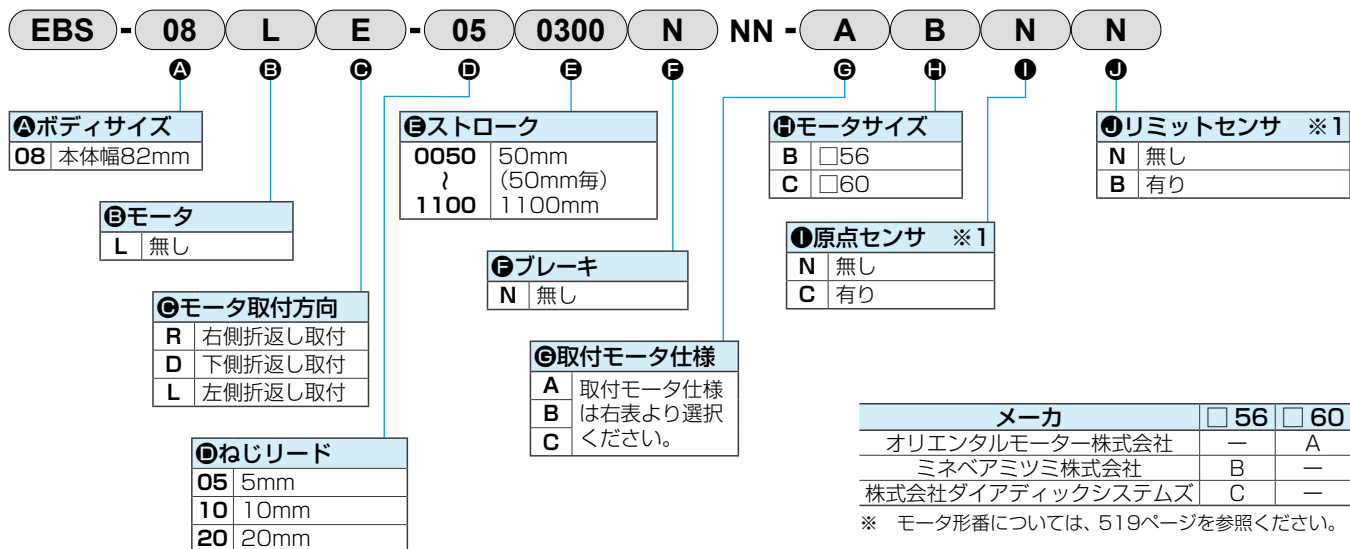 EBS - 08 L E - 05 0300 N NN - A B N N
A B C D E F G H I J
Aボディサイズ
08 本体幅82mm
Bモータ
L 無し
Cモータ取付方向
R 右側折返し取付
D 下側折返し取付
L 左側折返し取付
Dねじリード
05 5mm
10 10mm
20 20mm
Eストローク
0050 50mm
〜 (50mm毎)
1100 1100mm
Fブレーキ
N 無し
G取付モータ仕様
A 取付モータ仕様
B は右表より選択
C ください。
Hモータサイズ
B □56
C □60
I原点センサ ※1
N 無し
C 有り
Jリミットセンサ ※1
N 無し
B 有り
メーカ □56 □60
オリエンタルモーター株式会社 ー A
ミネベアミツミ株式会社 B ー
株式会社ダイアディックシステムズ C ー
※ モータ形番については、519ページを参照ください。